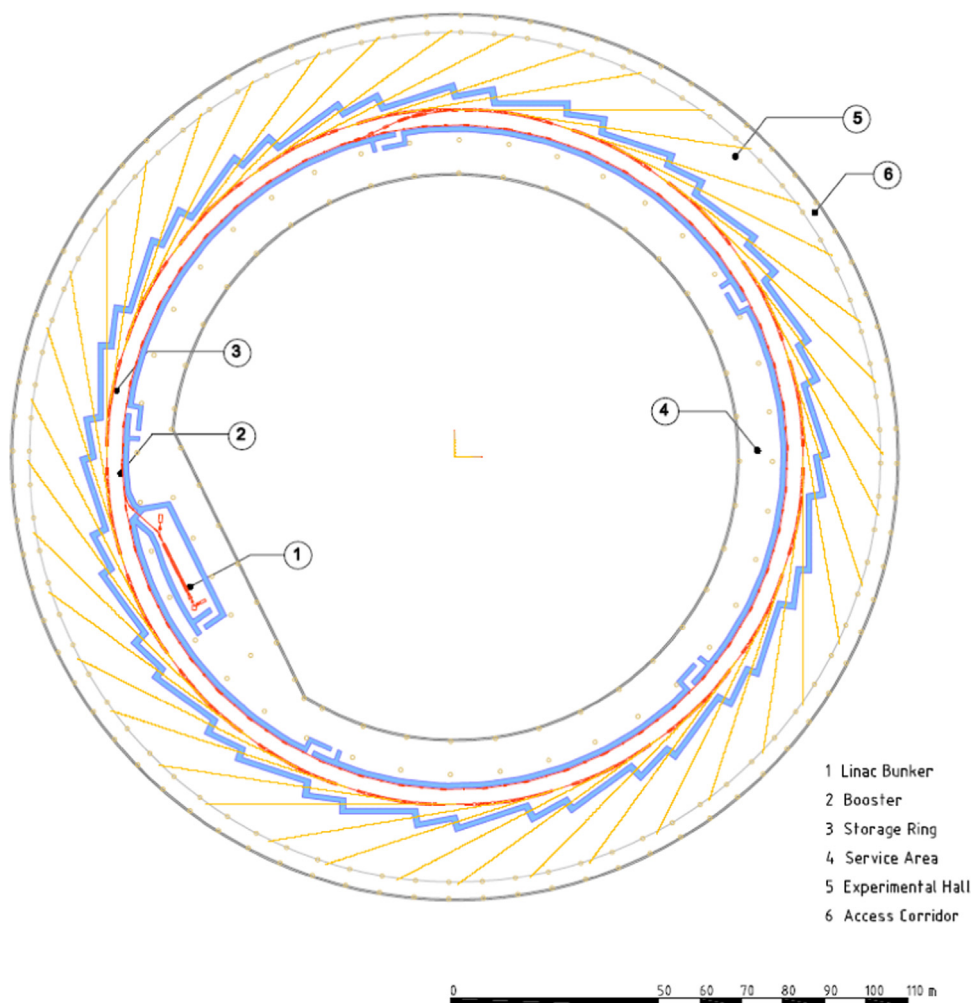 5
6
3
4
2
1
1 Linac Bunker
2 Booster
3 Storage Ring
4 Service Area
5 Experimental Hall
6 Access Corridor
0 50 60 70 80 90 100 110 m